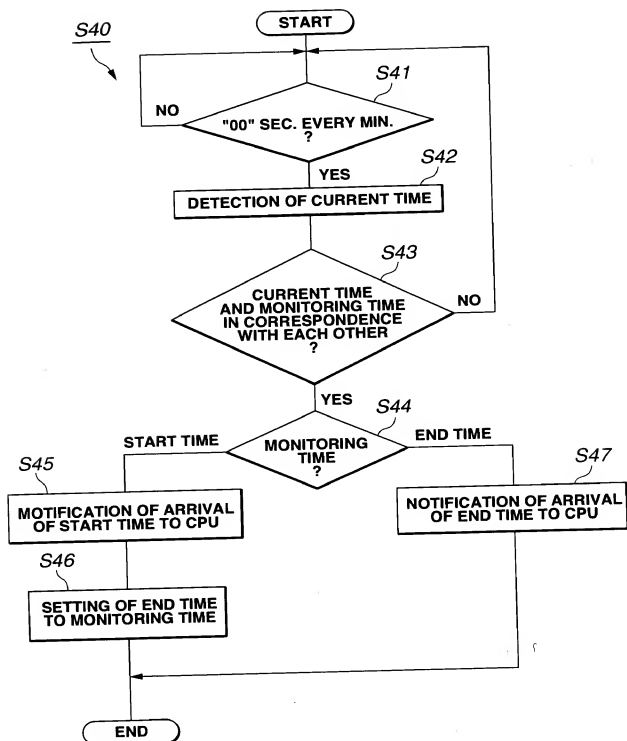 START
S40
S41
NO
"00" SEC. EVERY MIN.
?
S42
YES
DETECTION OF CURRENT TIME
S43
CURRENT TIME
AND MONITORING TIME
IN CORRESPONDENCE
WITH EACH OTHER
?
NO
YES
S44
START TIME
MONITORING
TIME
?
END TIME
S45
MOTIFICATION OF ARRIVAL
OF START TIME TO CPU
S47
NOTIFICATION OF ARRIVAL
OF END TIME TO CPU
S46
SETTING OF END TIME
TO MONITORING TIME
END